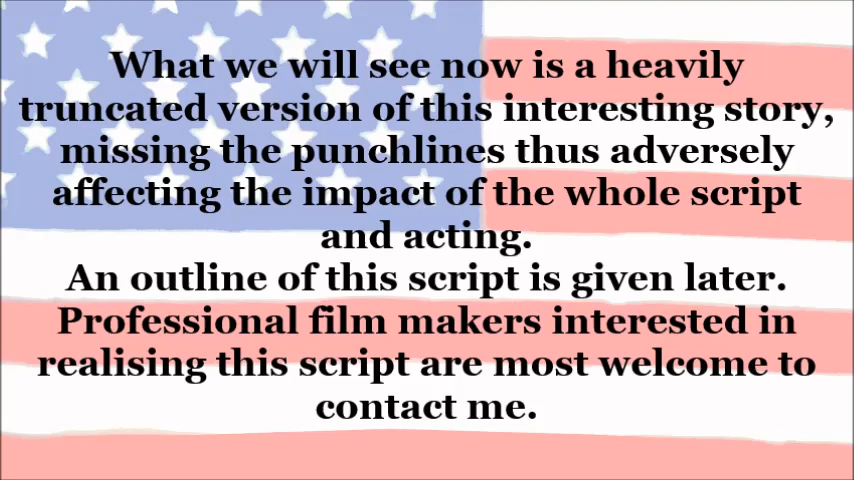 What we will see now is a heavily
truncated version of this interesting story,
missing the punchlines thus adversely
affecting the impact of the whole script
and acting.
An outline of this script is given later.
Professional film makers interested in
realising this script are most welcome to
contact me.